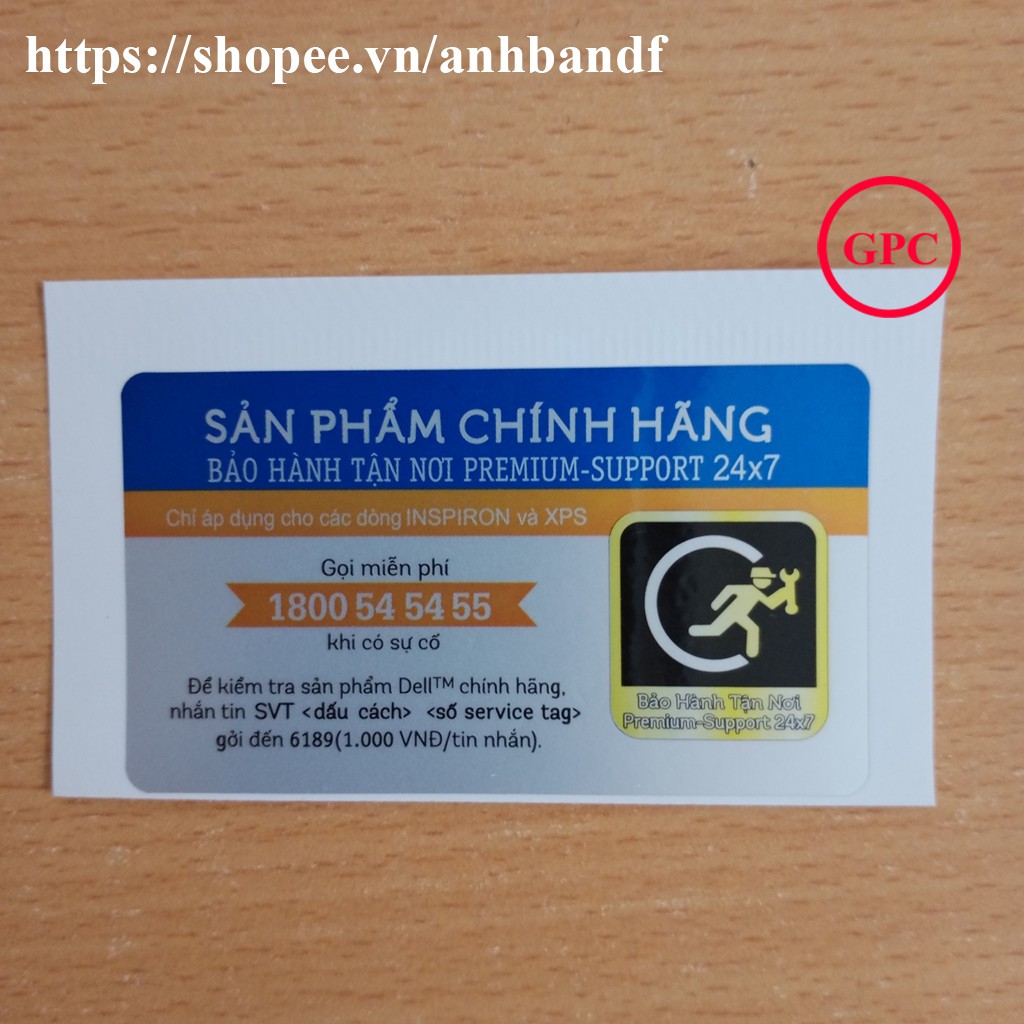 https://shopee.vn/anhbandf
GPC
SẢN PHẨM CHÍNH HÃNG
BẢO HÀNH TẬN NƠI PREMIUM-SUPPORT 24x7
Chỉ áp dụng cho các dòng INSPIRON và XPS
Gọi miễn phí
1800 54 54 55
khi có sự cố
Để kiểm tra sản phẩm Dell™ chính hãng,
nhắn tin SVT <dấu cách> <số service tag>
gởi đến 6189(1.000 VNĐ/tin nhắn).
Bảo Hành Tận Nơi
Premium-Support 24x7